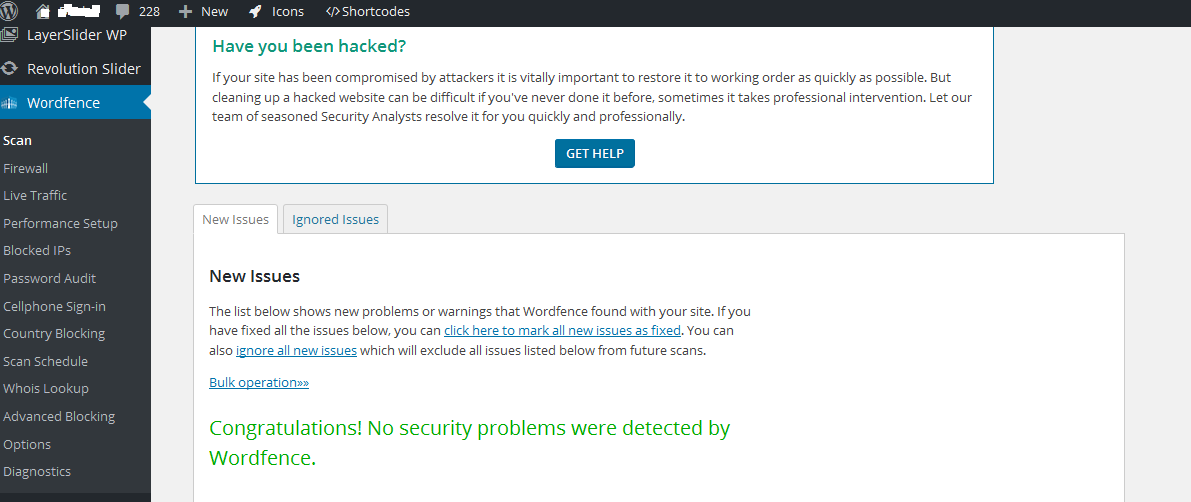 228 New Icons </>Shortcodes
LayerSlider WP
Revolution Slider
Wordfence
Scan
Firewall
Live Traffic
Performance Setup
Blocked IPs
Password Audit
Cellphone Sign-in
Country Blocking
Scan Schedule
Whois Lookup
Advanced Blocking
Options
Diagnostics
Have you been hacked?
If your site has been compromised by attackers it is vitally important to restore it to working order as quickly as possible. But
cleaning up a hacked website can be difficult if you've never done it before, sometimes it takes professional intervention. Let our
team of seasoned Security Analysts resolve it for you quickly and professionally.
GET HELP
New Issues Ignored Issues
New Issues
The list below shows new problems or warnings that Wordfence found with your site. If you
have fixed all the issues below, you can click here to mark all new issues as fixed. You can
also ignore all new issues which will exclude all issues listed below from future scans.
Bulk operation»»
Congratulations! No security problems were detected by
Wordfence.